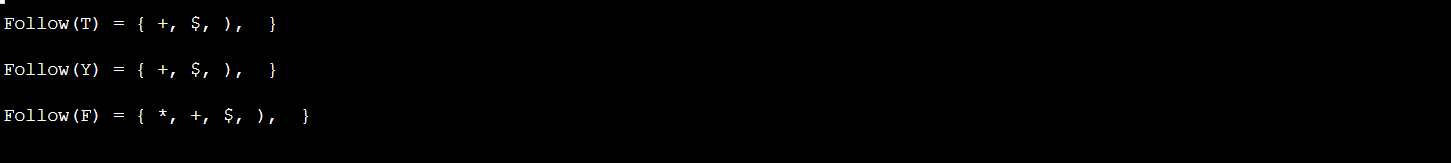 Follow(T) = { +, $, ),  }
Follow(Y) = { +, $, ),  }
Follow(F) = { *, +, $, ),  }